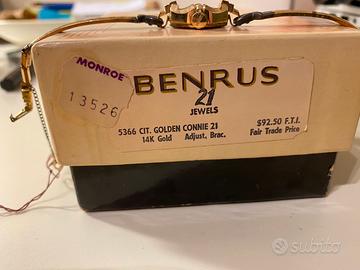 MONROE
13526
BENRUS
21
JEWELS
5366 CIT. GOLDEN CONNIE 21
14K Gold Adjust. Brac.
$92.50 F.T.I.
Fair Trade Price
subito